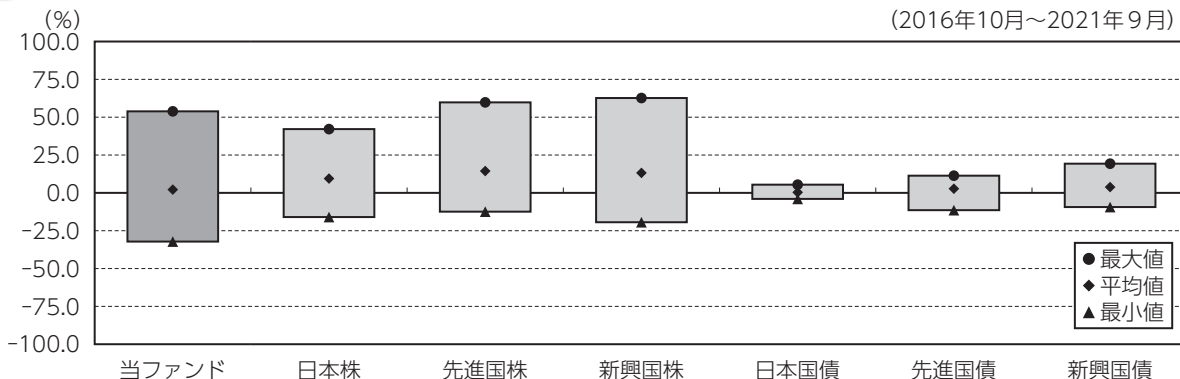 (%)
(2016年10月～2021年9月)
100.0
75.0
50.0
25.0
0.0
-25.0
-50.0
-75.0
-100.0
●最大値
◆平均値
▲最小値
当ファンド 日本株 先進国株 新興国株 日本国債 先進国債 新興国債